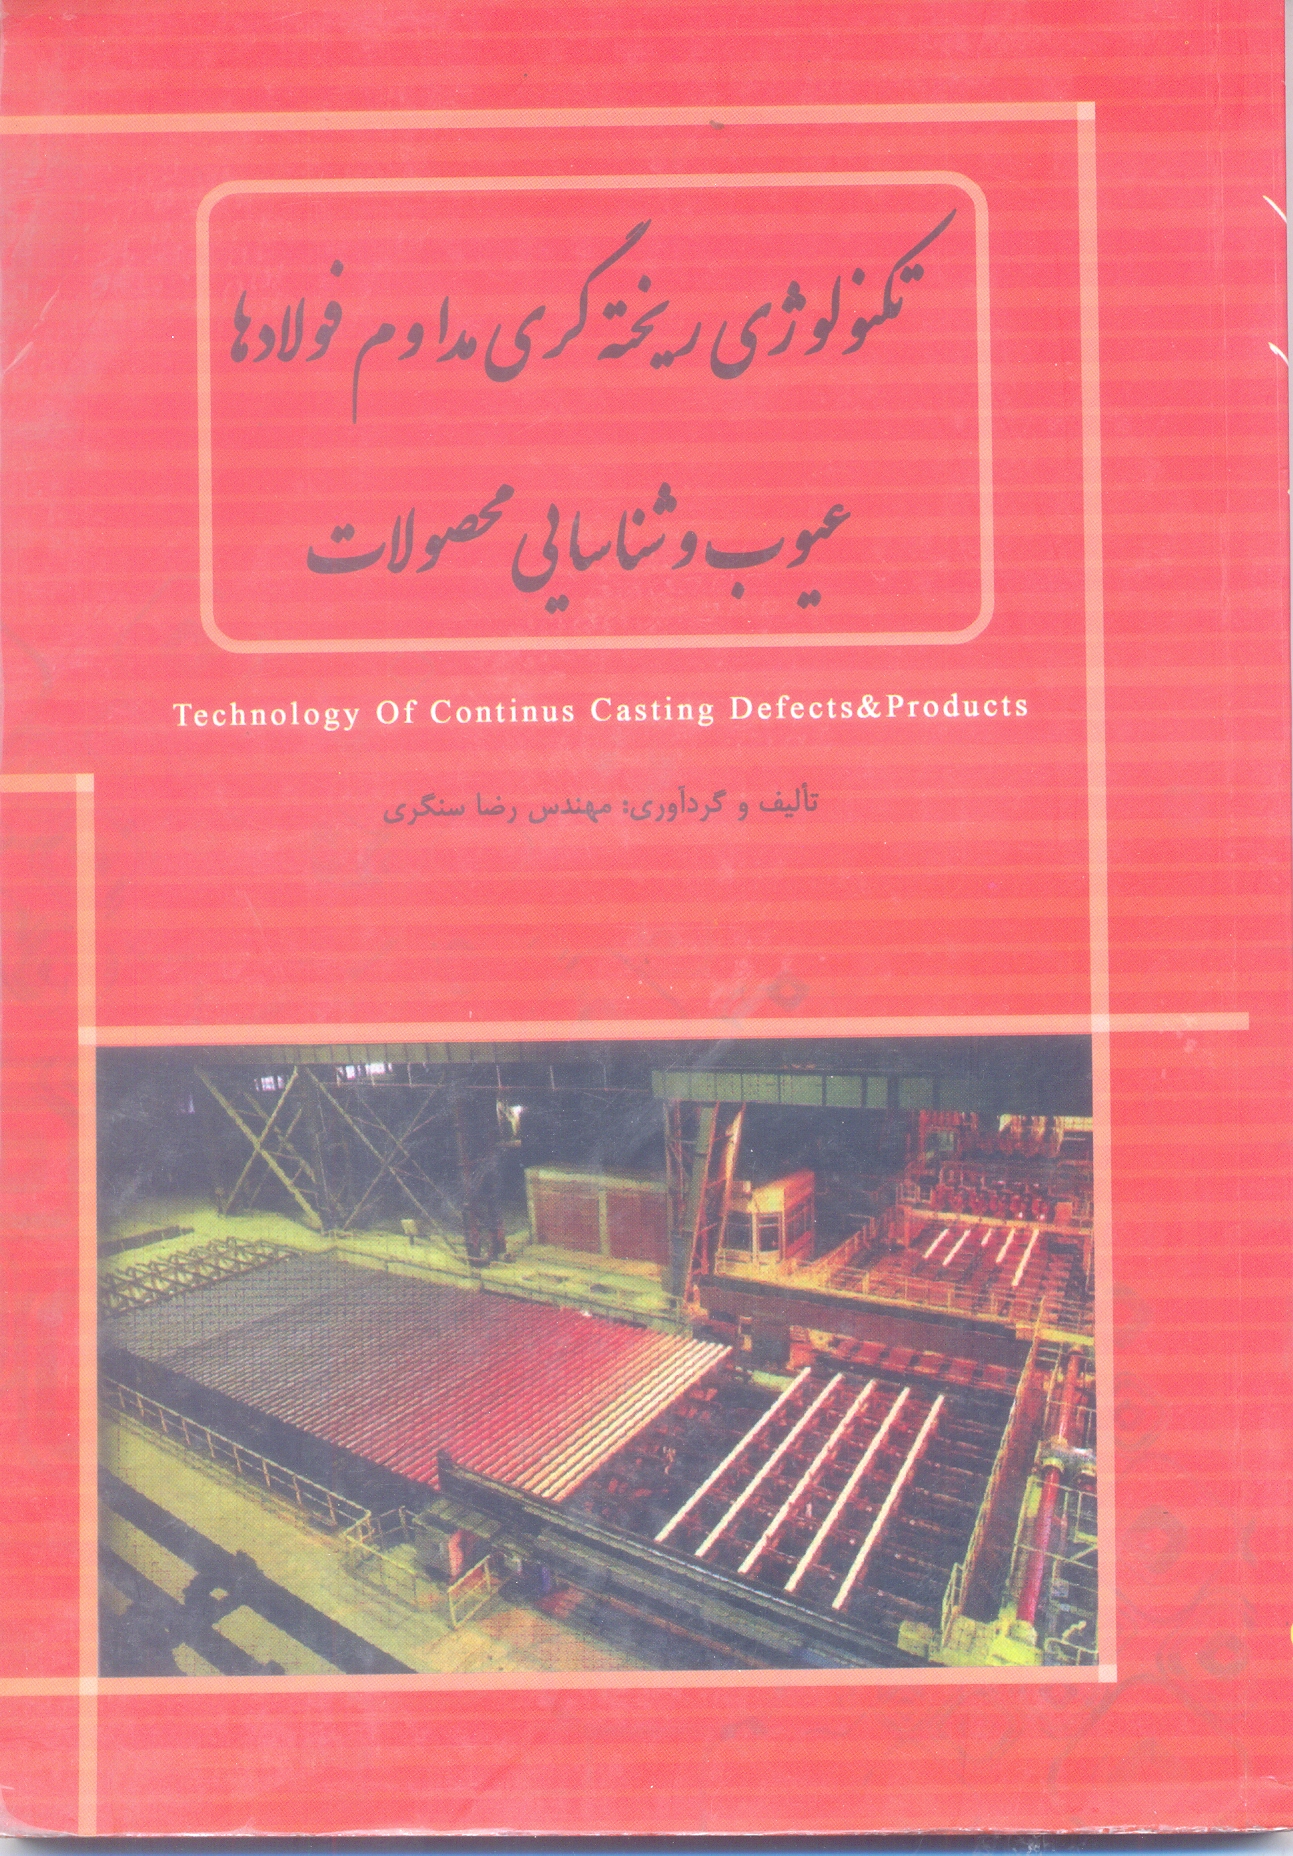 تکنولوژی ریخته گری مداوم فولادها
عیوب و شناسایی محصولات
Technology Of Continus Casting Defects&Products
تألیف و گردآوری: مهندس رضا سنگری